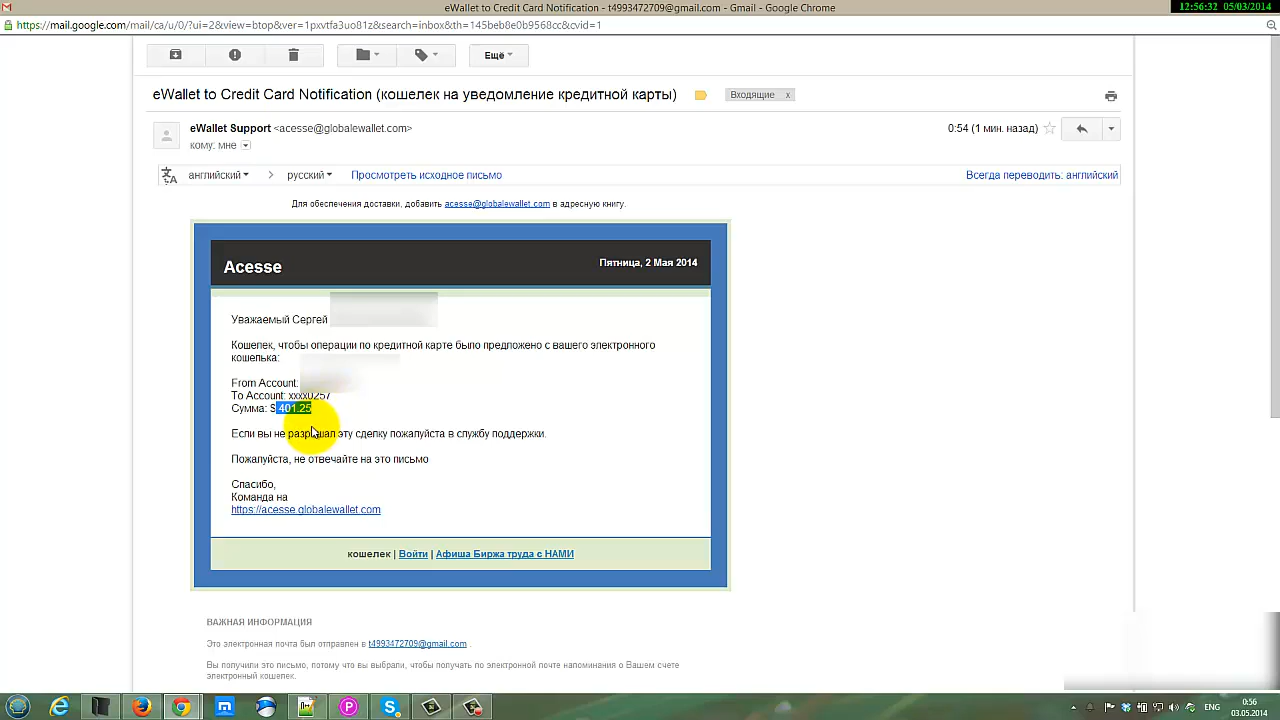 eWallet to Credit Card Notification - t4993472709@gmail.com - Gmail - Google Chrome
12:56:32 05/03/2014
https://mail.google.com/mail/ca/u/0/?ui=2&view=btop&ver=1pxvtfa3uo81z&search=inbox&th=145beb8e0b9568cc&cvid=1
Ещё
eWallet to Credit Card Notification (кошелек на уведомление кредитной карты)
Входящие x
eWallet Support <acesse@globalewallet.com>
0:54 (1 мин. назад)
кому: мне
английский > русский Просмотреть исходное письмо Всегда переводить: английский
Для обеспечения доставки, добавить acesse@globalewallet.com в адресную книгу.
Acesse
Пятница, 2 Мая 2014
Уважаемый Сергей
Кошелек, чтобы операции по кредитной карте было предложено с вашего электронного
кошелька:
From Account:
To Account: xxxx0257
Сумма: $ 401.25
Если вы не разрешал эту сделку пожалуйста в службу поддержки.
Пожалуйста, не отвечайте на это письмо
Спасибо,
Команда на
https://acesse.globalewallet.com
кошелек | Войти | Афиша Биржа труда с НАМИ
ВАЖНАЯ ИНФОРМАЦИЯ
Это электронная почта был отправлен в t4993472709@gmail.com .
Вы получили это письмо, потому что вы выбрали, чтобы получать по электронной почте напоминания о Вашем счете
электронный кошелек.
ENG
0:56
03.05.2014